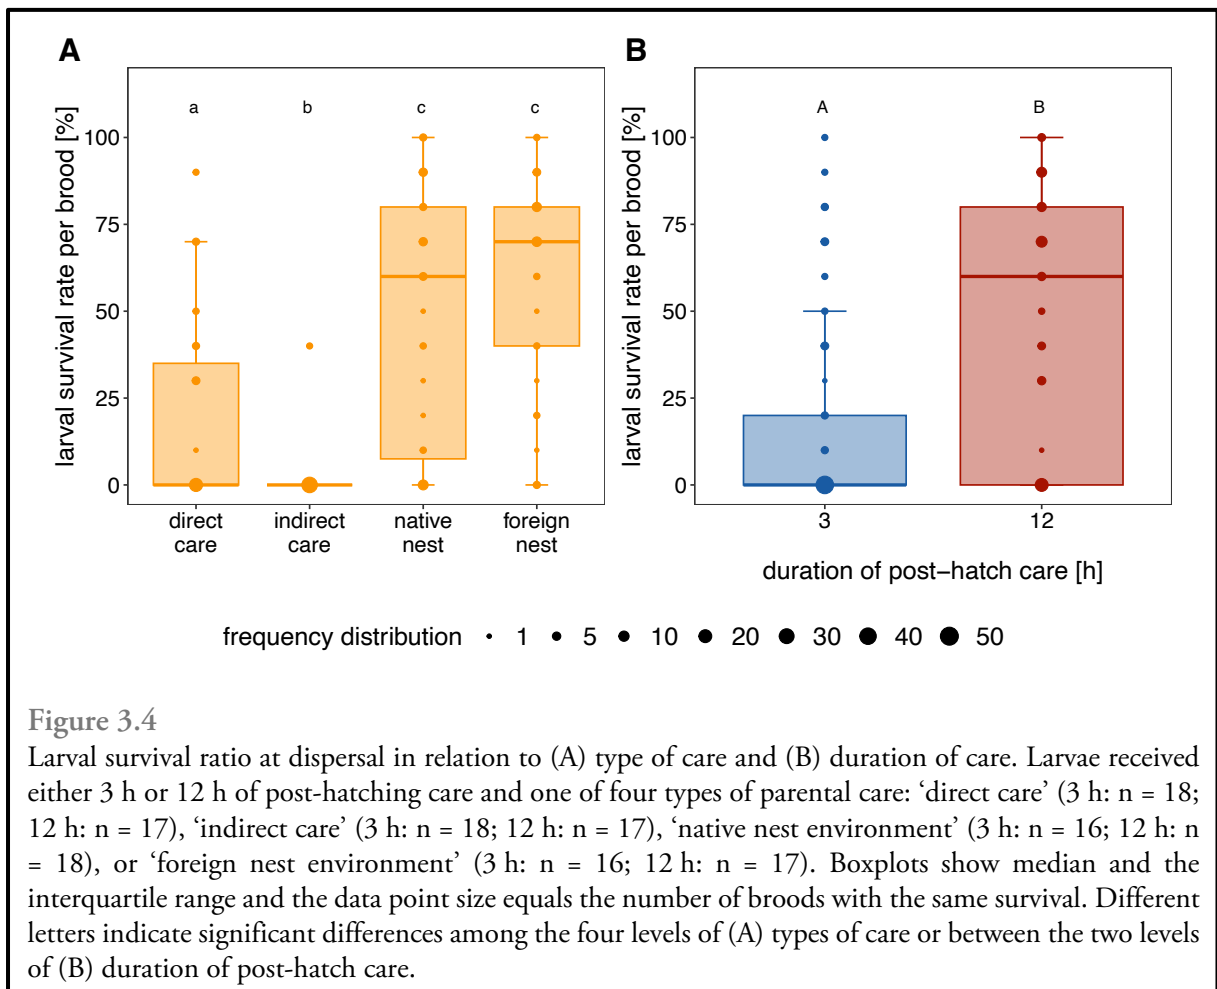 A
B
larval survival rate per brood [%]
100
75
50
25
0
a
b
c
c
direct
care
indirect
care
native
nest
foreign
nest
larval survival rate per brood [%]
100
75
50
25
0
A
B
3
12
duration of post−hatch care [h]
frequency distribution 1 5 10 20 30 40 50
Figure 3.4
Larval survival ratio at dispersal in relation to (A) type of care and (B) duration of care. Larvae received
either 3 h or 12 h of post-hatching care and one of four types of parental care: ‘direct care’ (3 h: n = 18;
12 h: n = 17), ‘indirect care’ (3 h: n = 18; 12 h: n = 17), ‘native nest environment’ (3 h: n = 16; 12 h: n
= 18), or ‘foreign nest environment’ (3 h: n = 16; 12 h: n = 17). Boxplots show median and the
interquartile range and the data point size equals the number of broods with the same survival. Different
letters indicate significant differences among the four levels of (A) types of care or between the two levels
of (B) duration of post-hatch care.